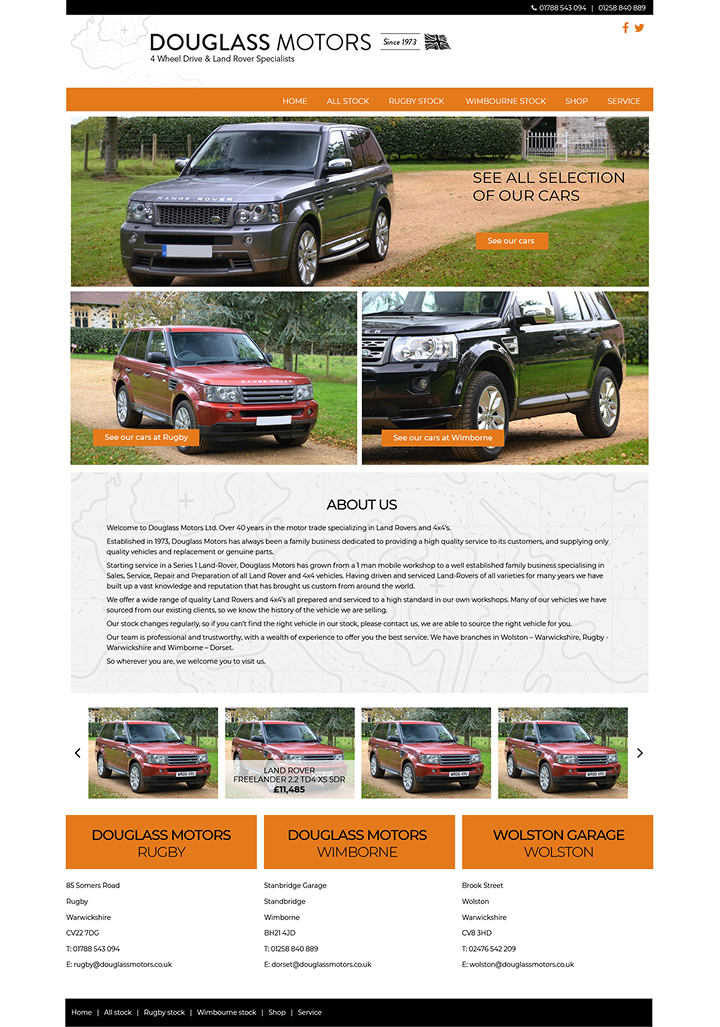 01788 543 094 | 01258 840 889
DOUGLASS MOTORS
Since 1973
4 Wheel Drive & Land Rover Specialists
HOME ALL STOCK RUGBY STOCK WIMBOURNE STOCK SHOP SERVICE
RANGE ROVER
SEE ALL SELECTION
OF OUR CARS
See our cars
RANGE ROVER
See our cars at Rugby
See our cars at Wimborne
ABOUT US
Welcome to Douglass Motors Ltd. Over 40 years in the motor trade specializing in Land Rovers and 4x4's.
Established in 1973, Douglass Motors has always been a family business dedicated to providing a high quality service to its customers, and supplying only
quality vehicles and replacement or genuine parts.
Starting service in a Series 1 Land-Rover, Douglass Motors has grown from a 1 man mobile workshop to a well established family business specialising in
Sales, Service, Repair and Preparation of all Land Rover and 4x4 vehicles. Having driven and serviced Land-Rovers of all varieties for many years we have
built up a vast knowledge and reputation that has brought us custom from around the world.
We offer a wide range of quality Land Rovers and 4x4's all prepared and serviced to a high standard in our own workshops. Many of our vehicles we have
sourced from our existing clients, so we know the history of the vehicle we are selling.
Our stock changes regularly, so if you can't find the right vehicle in our stock, please contact us, we are able to source the right vehicle for you.
Our team is professional and trustworthy, with a wealth of experience to offer you the best service. We have branches in Wolston – Warwickshire, Rugby -
Warwickshire and Wimborne – Dorset.
So wherever you are, we welcome you to visit us.
LAND ROVER
FREELANDER 2.2 TD4 XS 5DR
£11,485
DOUGLASS MOTORS
RUGBY
85 Somers Road
Rugby
Warwickshire
CV22 7DG
T: 01788 543 094
E: rugby@douglassmotors.co.uk
DOUGLASS MOTORS
WIMBORNE
Stanbridge Garage
Standbridge
Wimborne
BH21 4JD
T: 01258 840 889
E: dorset@douglassmotors.co.uk
WOLSTON GARAGE
WOLSTON
Brook Street
Wolston
Warwickshire
CV8 3HD
T: 02476 542 209
E: wolston@douglassmotors.co.uk
Home | All stock | Rugby stock | Wimbourne stock | Shop | Service